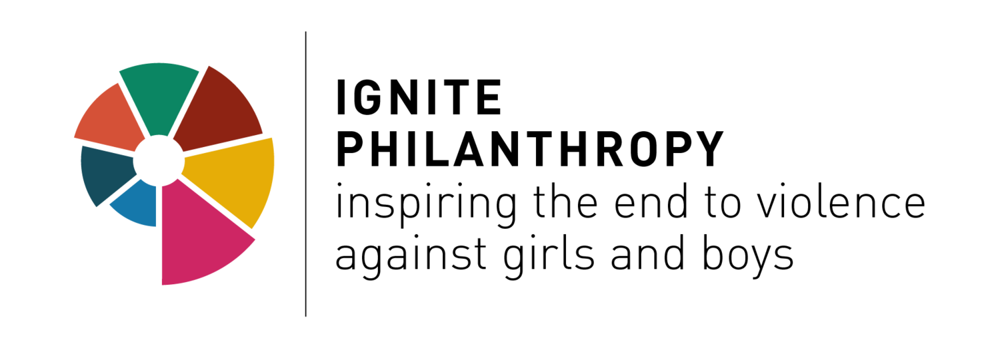 IGNITE
PHILANTHROPY
inspiring the end to violence
against girls and boys